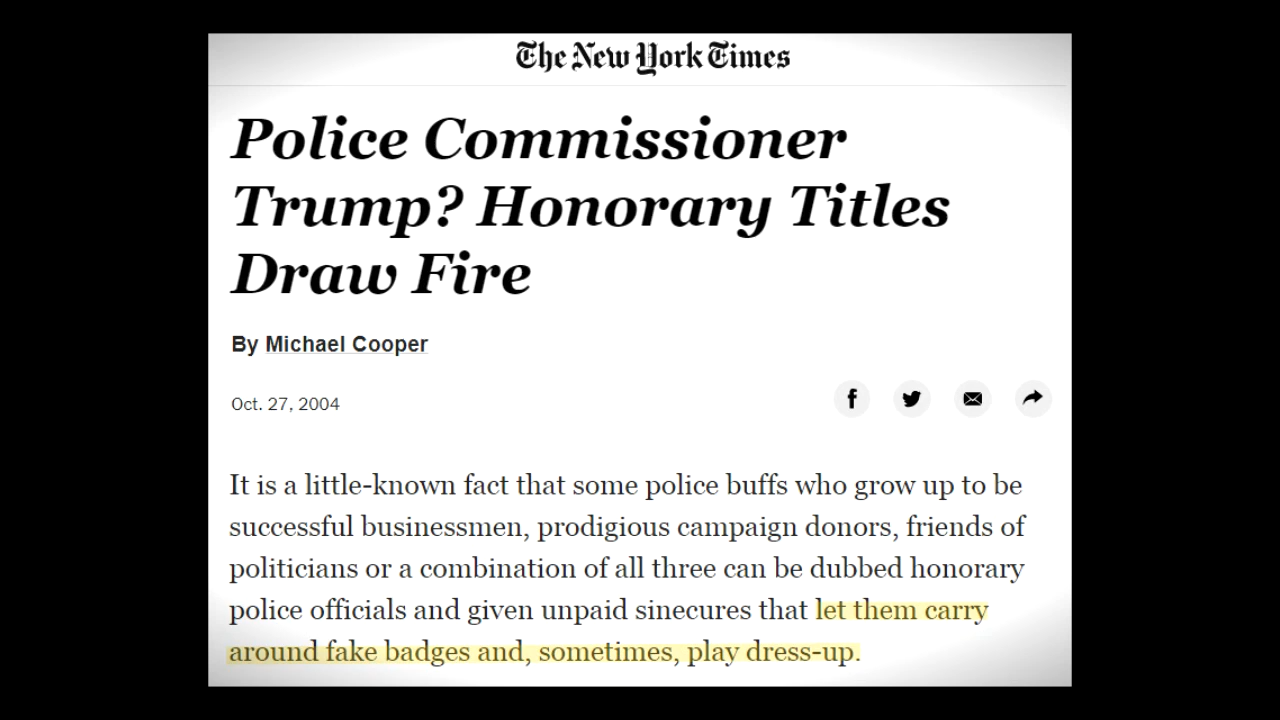 The New York Times
Police Commissioner
Trump? Honorary Titles
Draw Fire
By Michael Cooper
Oct. 27, 2004
It is a little-known fact that some police buffs who grow up to be
successful businessmen, prodigious campaign donors, friends of
politicians or a combination of all three can be dubbed honorary
police officials and given unpaid sinecures that let them carry
around fake badges and, sometimes, play dress-up.